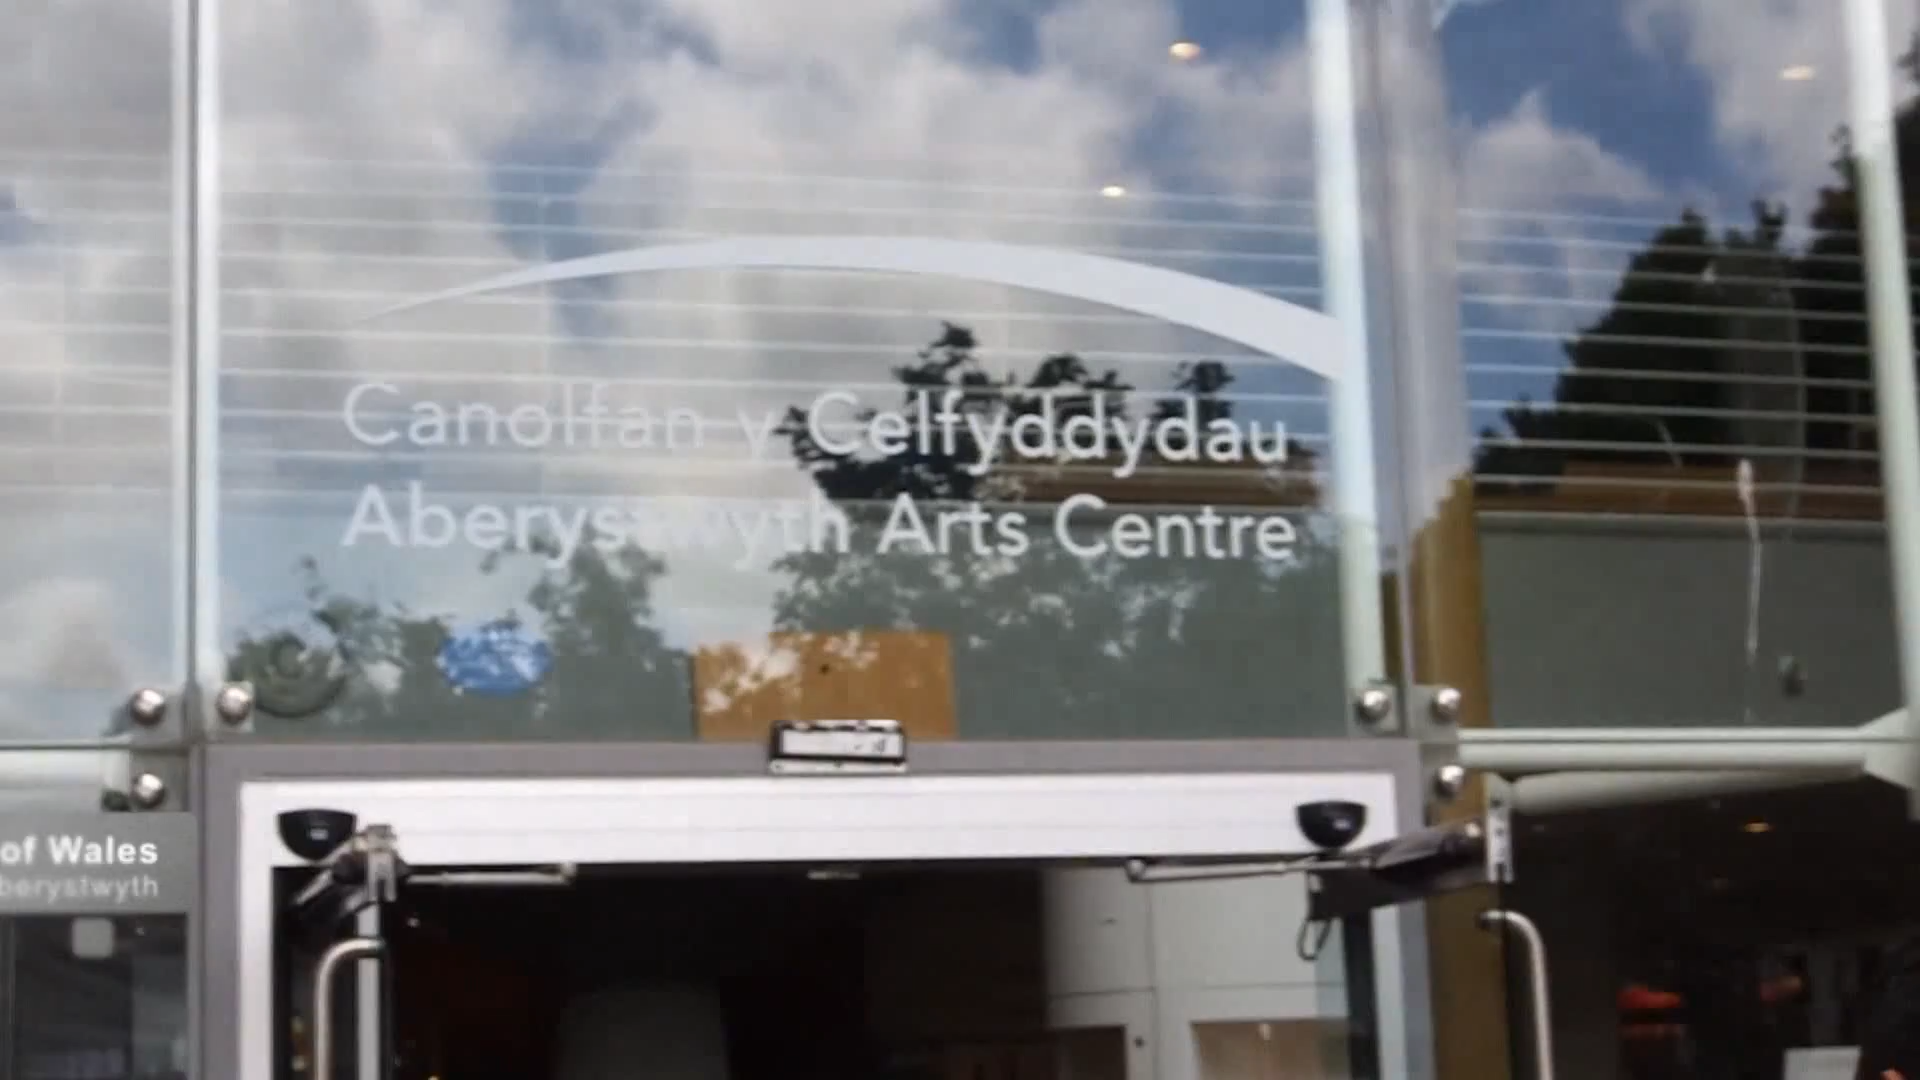 Canolfan y Celfyddydau
Aberystwyth Arts Centre
of Wales
berystwyth